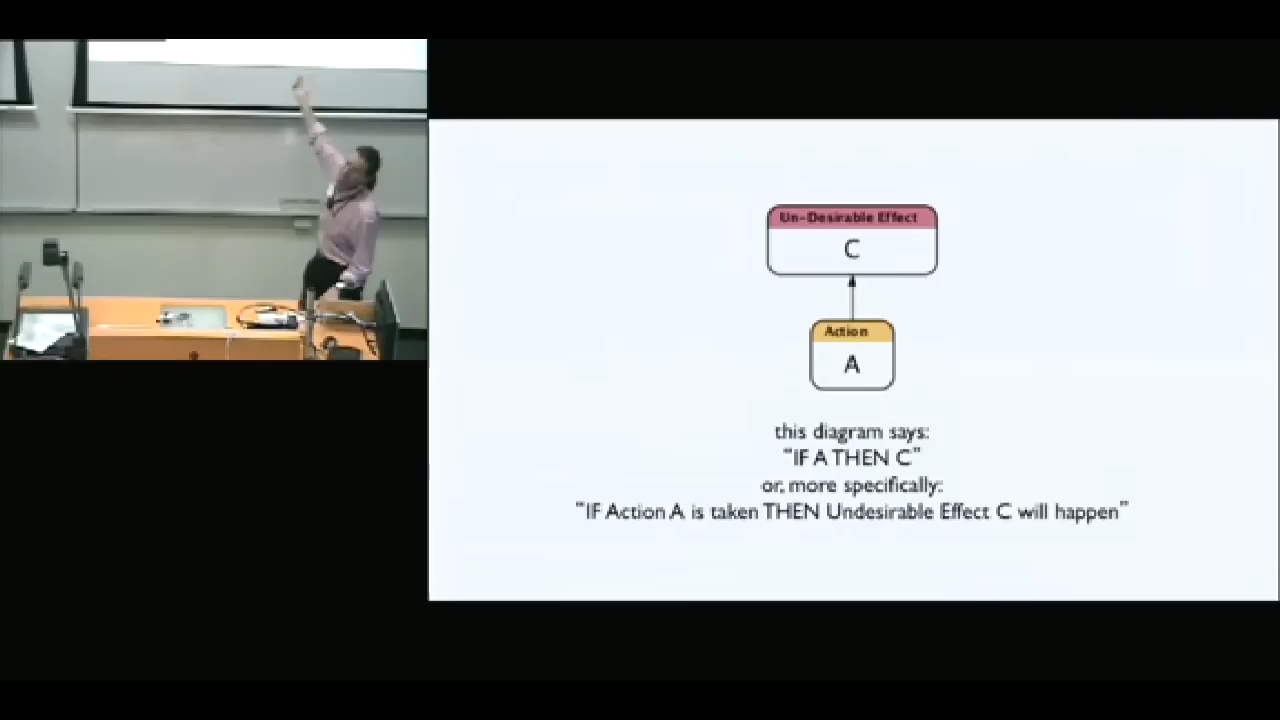 Un-Desirable Effect
C
Action
A
this diagram says:
“IF A THEN C”
or, more specifically:
“IF Action A is taken THEN Undesirable Effect C will happen”